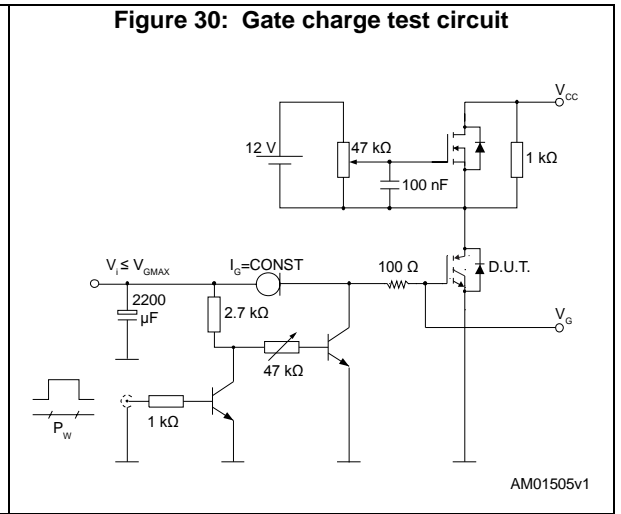 Figure 30: Gate charge test circuit
V_CC
12 V
47 kΩ
1 kΩ
100 nF
V_i ≤ V_GMAX
I_G=CONST
100 Ω
D.U.T.
2200
μF
2.7 kΩ
V_G
47 kΩ
1 kΩ
P_W
AM01505v1